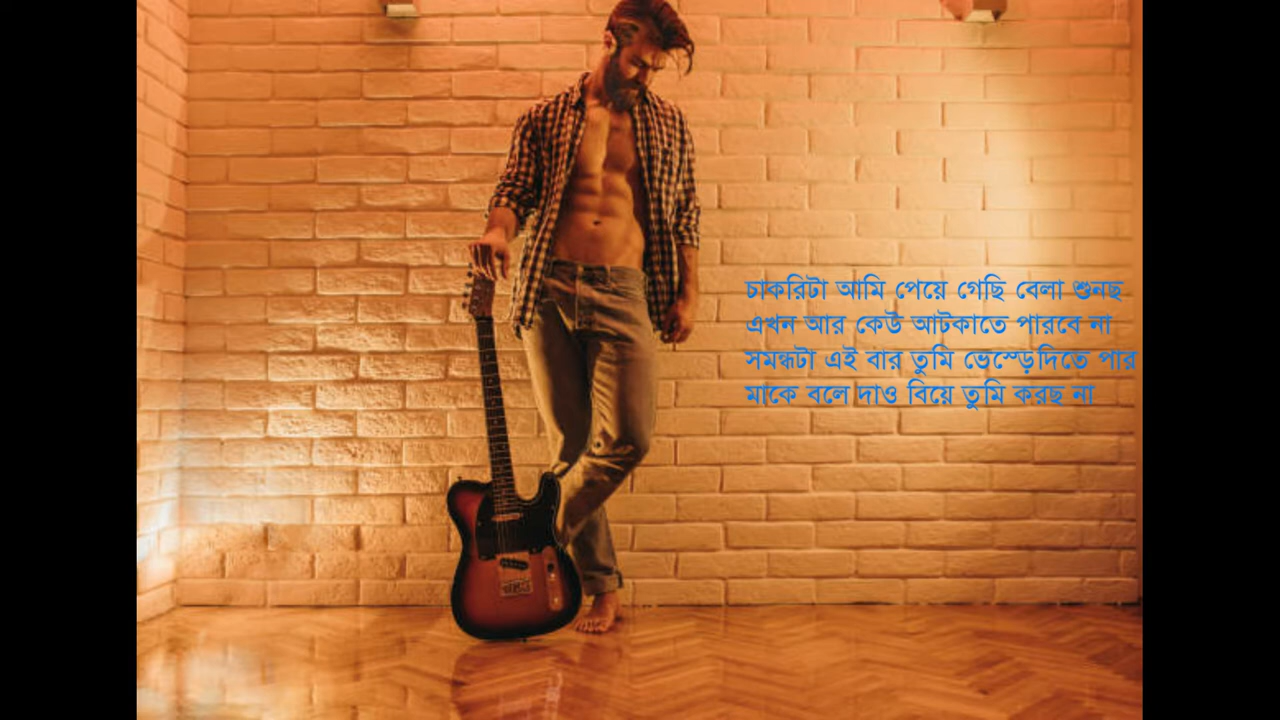 চাকরিটা আমি পেয়ে গেছি বেলা শুনছ
এখন আর কেউ আটকাতে পারবে না
সমন্ধটা এই বার তুমি ভেস্ড়েদিতে পার
মাকে বলে দাও বিয়ে তুমি করছ না